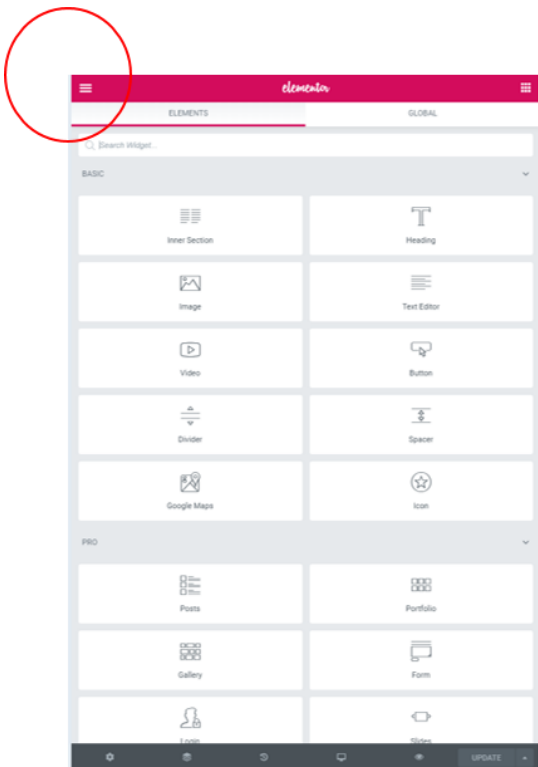 elementor
ELEMENTS GLOBAL
Search Widget...
BASIC
Inner Section Heading
Image Text Editor
Video Button
Divider Spacer
Google Maps Icon
PRO
Posts Portfolio
Gallery Form
Login Slides
UPDATE